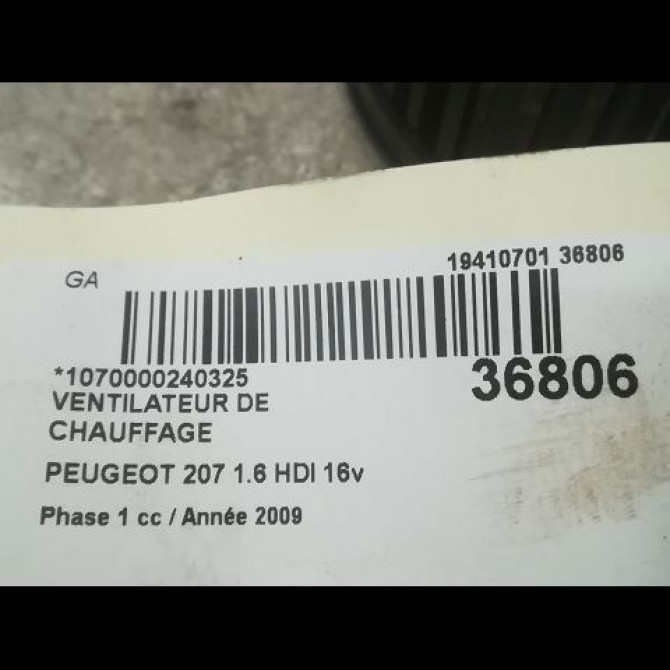 GA
19410701 36806
*1070000240325
36806
VENTILATEUR DE
CHAUFFAGE
PEUGEOT 207 1.6 HDI 16v
Phase 1 cc / Année 2009